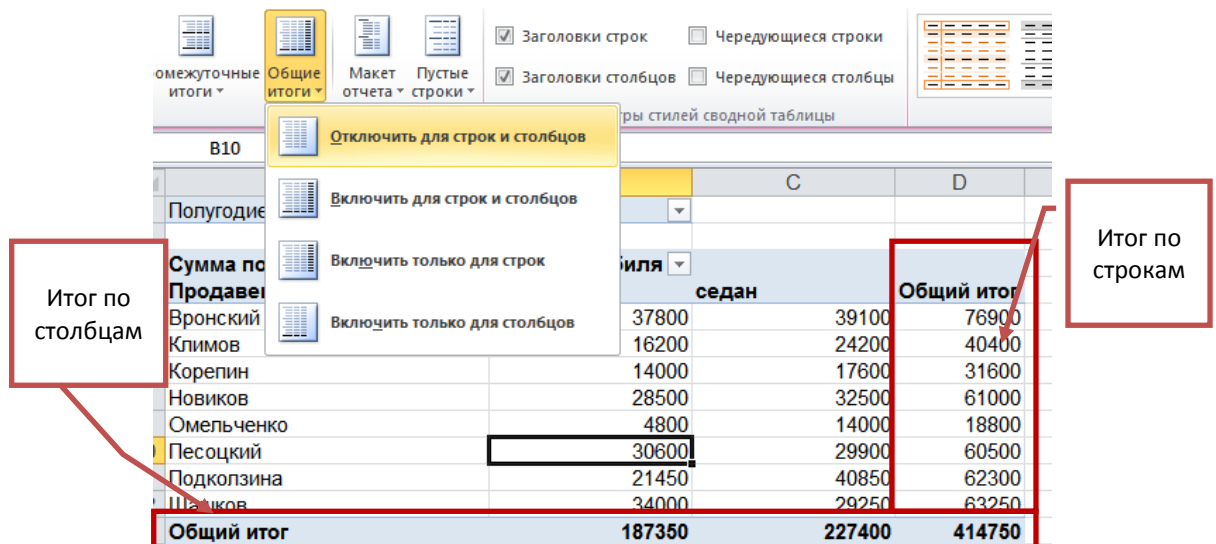 Заголовки строк Чередующиеся строки
омежуточные Общие Макет Пустые Заголовки столбцов Чередующиеся столбцы
итоги итоги отчета строки
ры стилей сводной таблицы
Отключить для строк и столбцов
B10
Включить для строк и столбцов
C D
Полугодие
Итог по
строкам
Включить только для строк
Сумма по биля
Продавец седан Общий итог
Итог по
столбцам
Включить только для столбцов
Вронский 37800 39100 76900
Климов 16200 24200 40400
Корепин 14000 17600 31600
Новиков 28500 32500 61000
Омельченко 4800 14000 18800
Песоцкий 30600 29900 60500
Подколзина 21450 40850 62300
Шашков 34000 29250 63250
Общий итог 187350 227400 414750